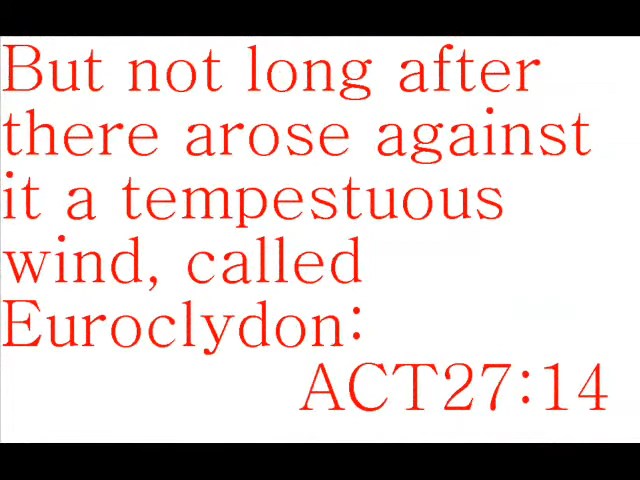 But not long after
there arose against
it a tempestuous
wind, called
Euroclydon:
ACT27:14